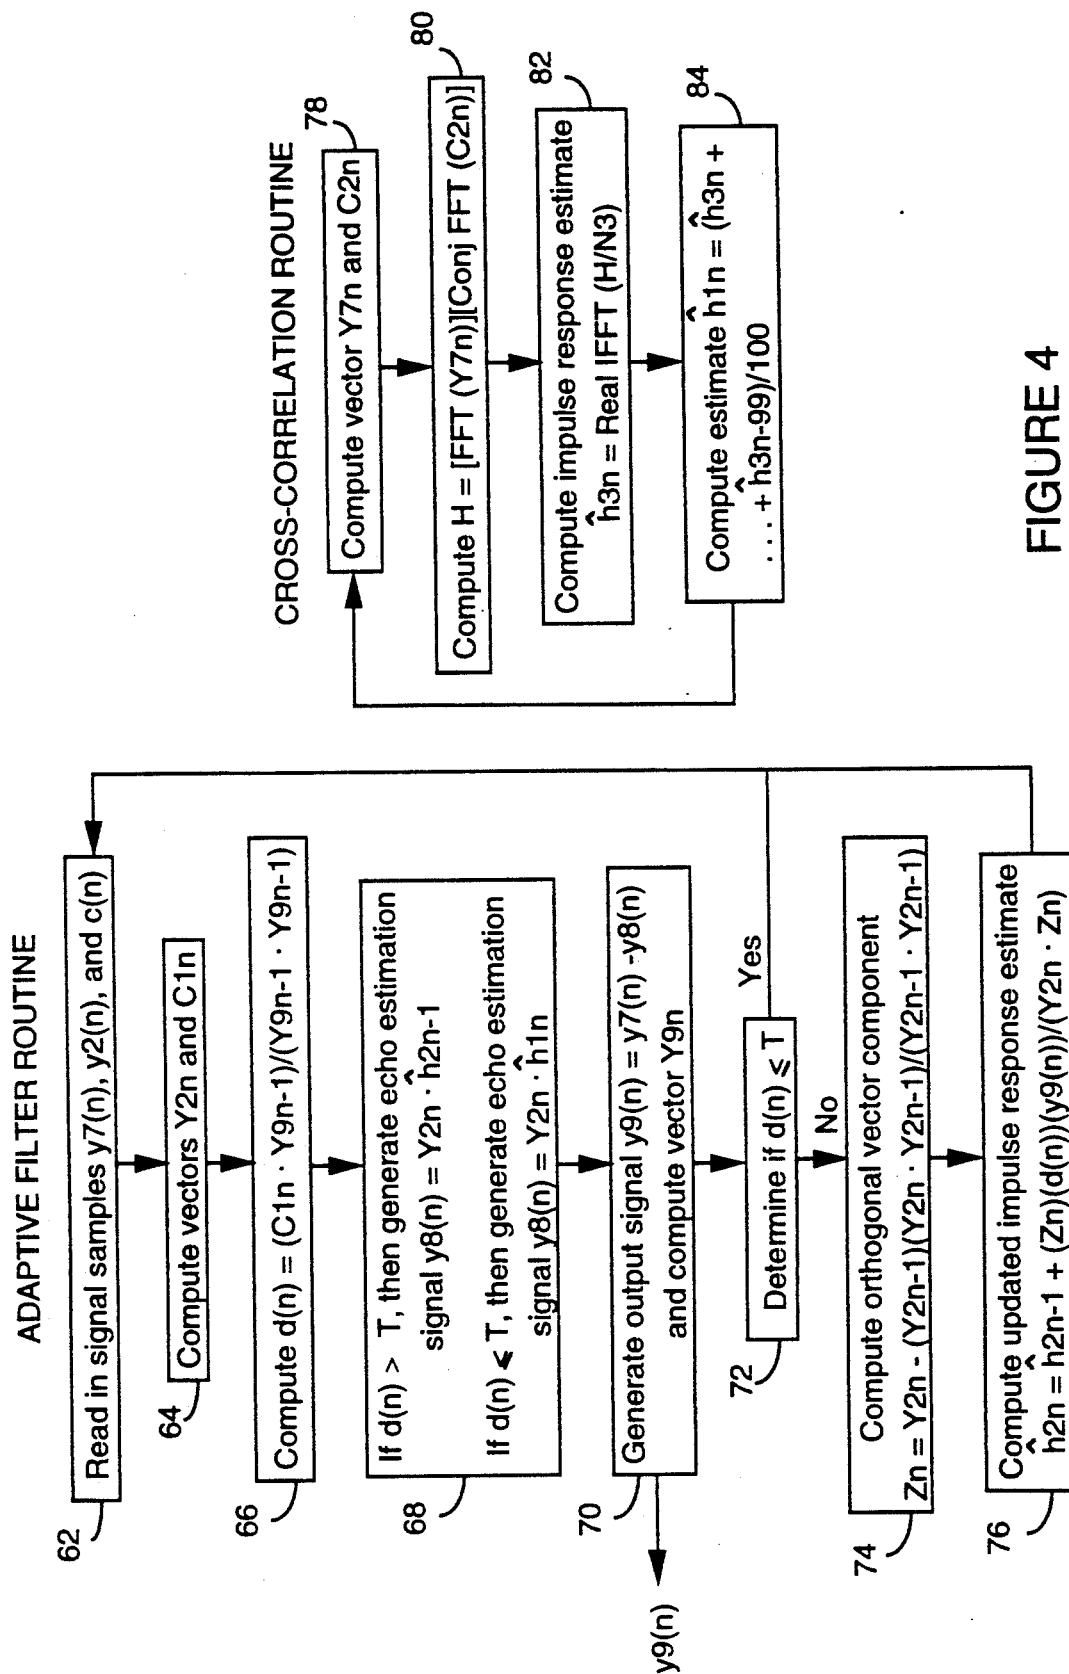 ADAPTIVE FILTER ROUTINE
62
Read in signal samples y7(n), y2(n), and c(n)
64
Compute vectors Y2n and C1n
66
Compute d(n) = (C1n · Y9n-1)/(Y9n-1 · Y9n-1)
68
If d(n) > T, then generate echo estimation
signal y8(n) = Y2n · ĥ2n-1
If d(n) ⩽ T, then generate echo estimation
signal y8(n) = Y2n · ĥ1n
70
Generate output signal y9(n) = y7(n) -y8(n)
and compute vector Y9n
y9(n)
72
Determine if d(n) ⩽ T
Yes
No
74
Compute orthogonal vector component
Zn = Y2n - (Y2n-1)(Y2n · Y2n-1)/(Y2n-1 · Y2n-1)
76
Compute updated impulse response estimate
ĥ2n = ĥ2n-1 + (Zn)(d(n))(y9(n))/(Y2n · Zn)
CROSS-CORRELATION ROUTINE
78
Compute vector Y7n and C2n
80
Compute H = [FFT (Y7n)][Conj FFT (C2n)]
82
Compute impulse response estimate
ĥ3n = Real IFFT (H/N3)
84
Compute estimate ĥ1n = (ĥ3n +
.... + ĥ3n-99)/100
FIGURE 4